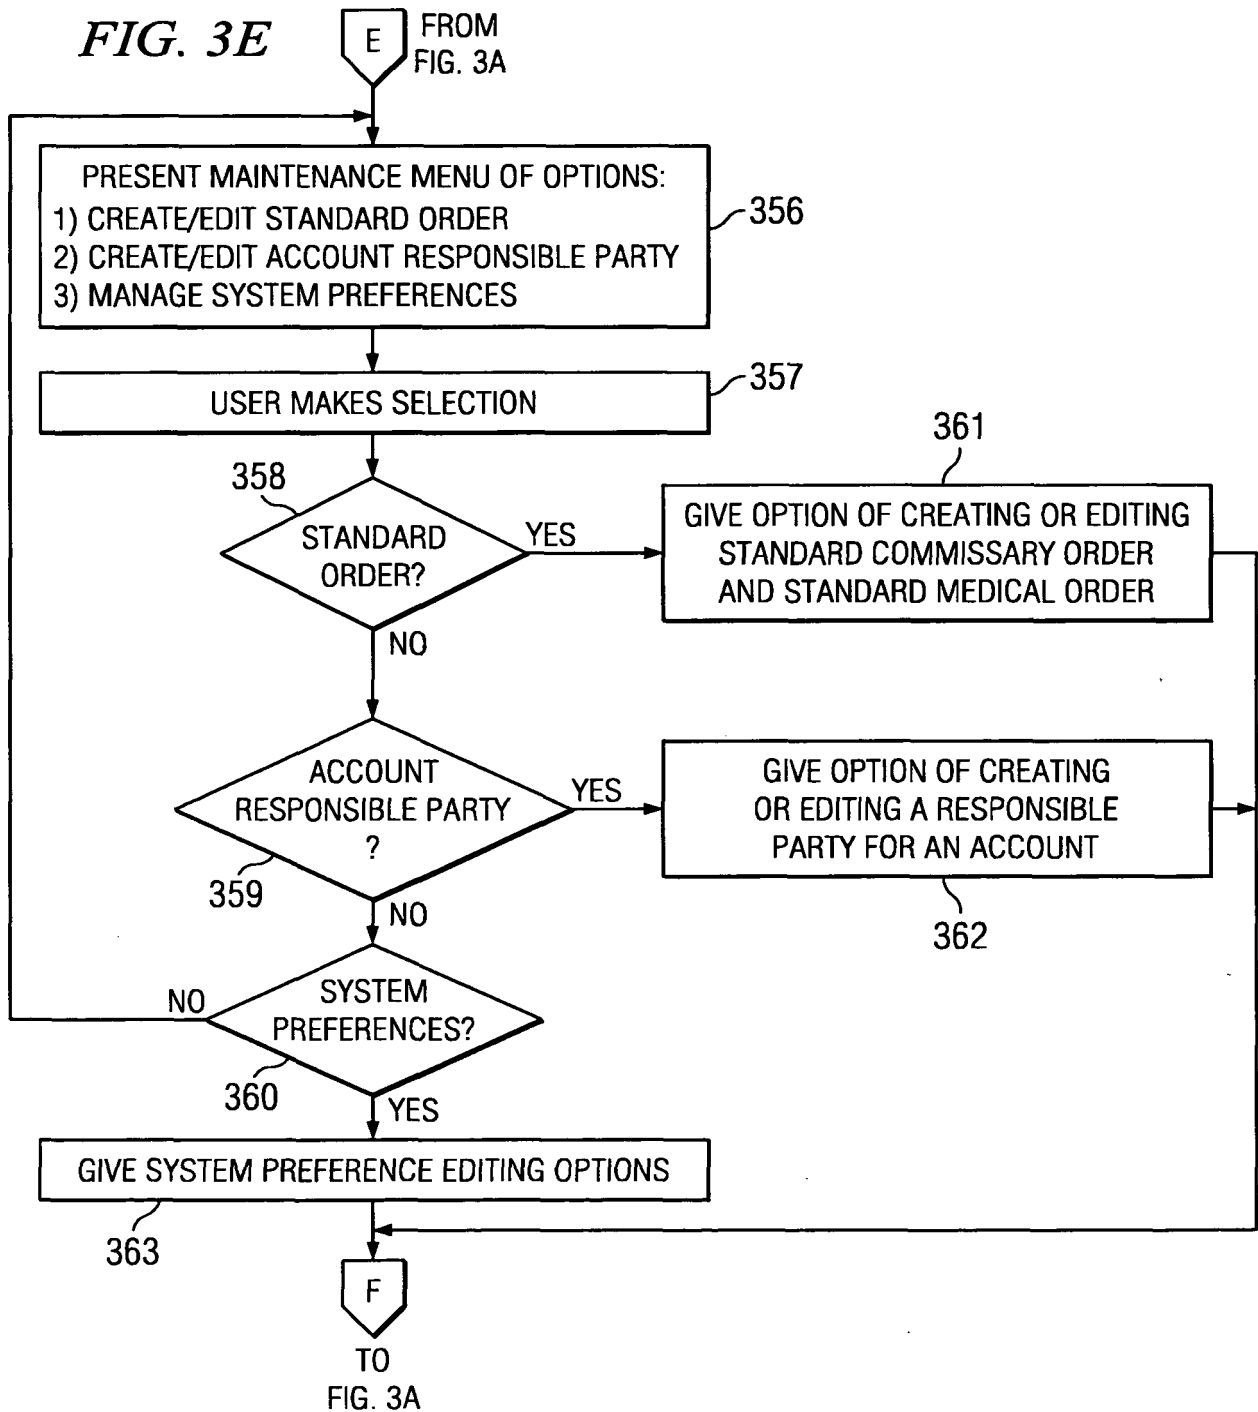 FIG. 3E
E
FROM
FIG. 3A
PRESENT MAINTENANCE MENU OF OPTIONS:
1) CREATE/EDIT STANDARD ORDER
2) CREATE/EDIT ACCOUNT RESPONSIBLE PARTY
3) MANAGE SYSTEM PREFERENCES
356
USER MAKES SELECTION
357
358
STANDARD
ORDER?
YES
NO
361
GIVE OPTION OF CREATING OR EDITING
STANDARD COMMISSARY ORDER
AND STANDARD MEDICAL ORDER
ACCOUNT
RESPONSIBLE PARTY
?
359
YES
NO
GIVE OPTION OF CREATING
OR EDITING A RESPONSIBLE
PARTY FOR AN ACCOUNT
362
SYSTEM
PREFERENCES?
NO
360
YES
GIVE SYSTEM PREFERENCE EDITING OPTIONS
363
F
TO
FIG. 3A